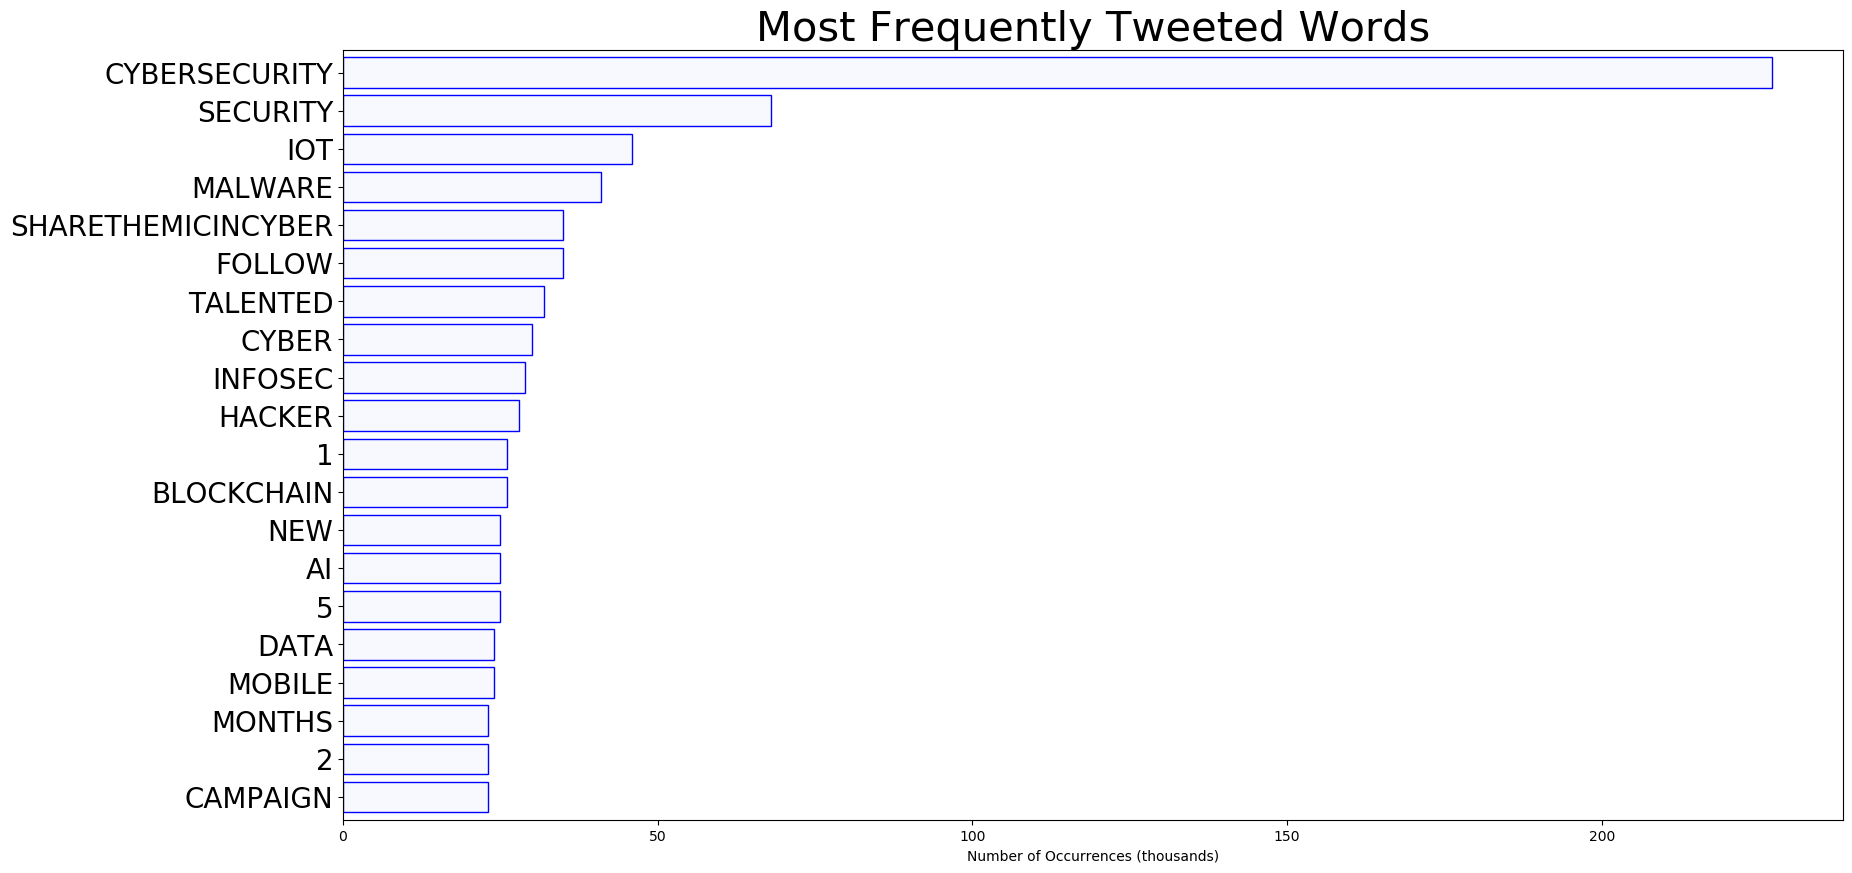 Most Frequently Tweeted Words
CYBERSECURITY
SECURITY
IOT
MALWARE
SHARETHEMICINCYBER
FOLLOW
TALENTED
CYBER
INFOSEC
HACKER
1
BLOCKCHAIN
NEW
AI
5
DATA
MOBILE
MONTHS
2
CAMPAIGN
0 50 100 150 200
Number of Occurrences (thousands)